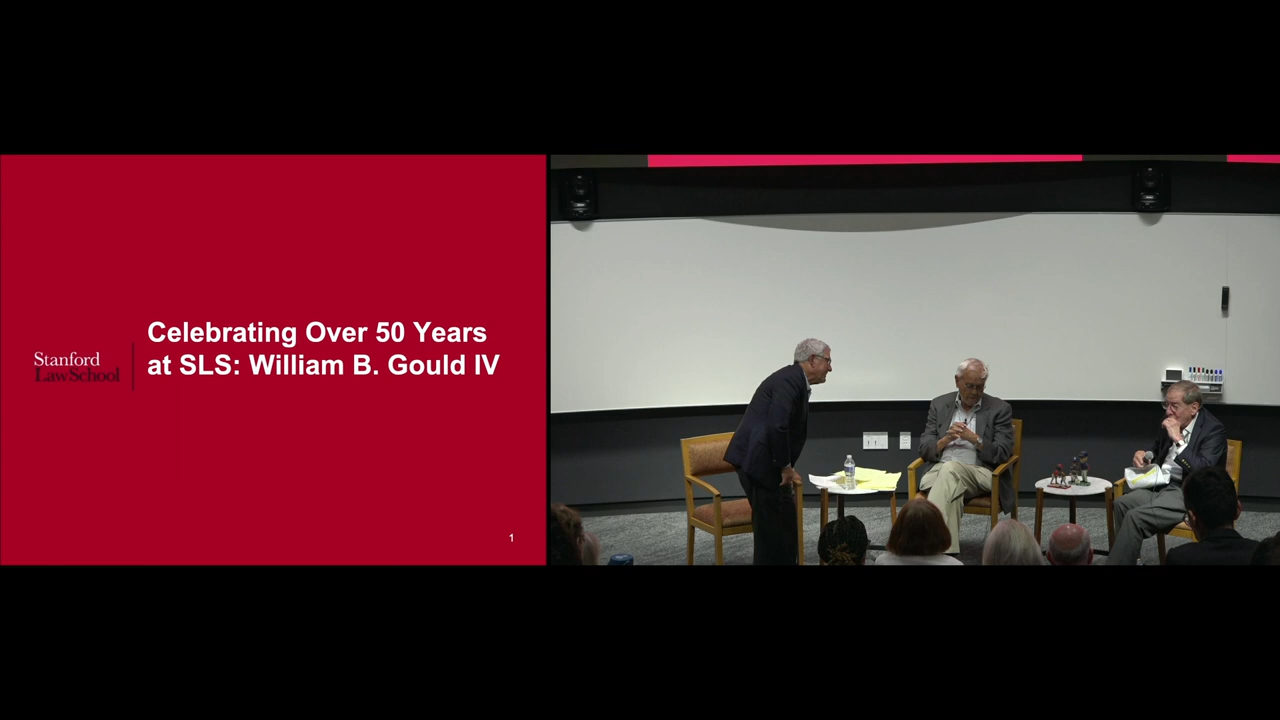 Celebrating Over 50 Years
at SLS: William B. Gould IV
Stanford
Law School
1